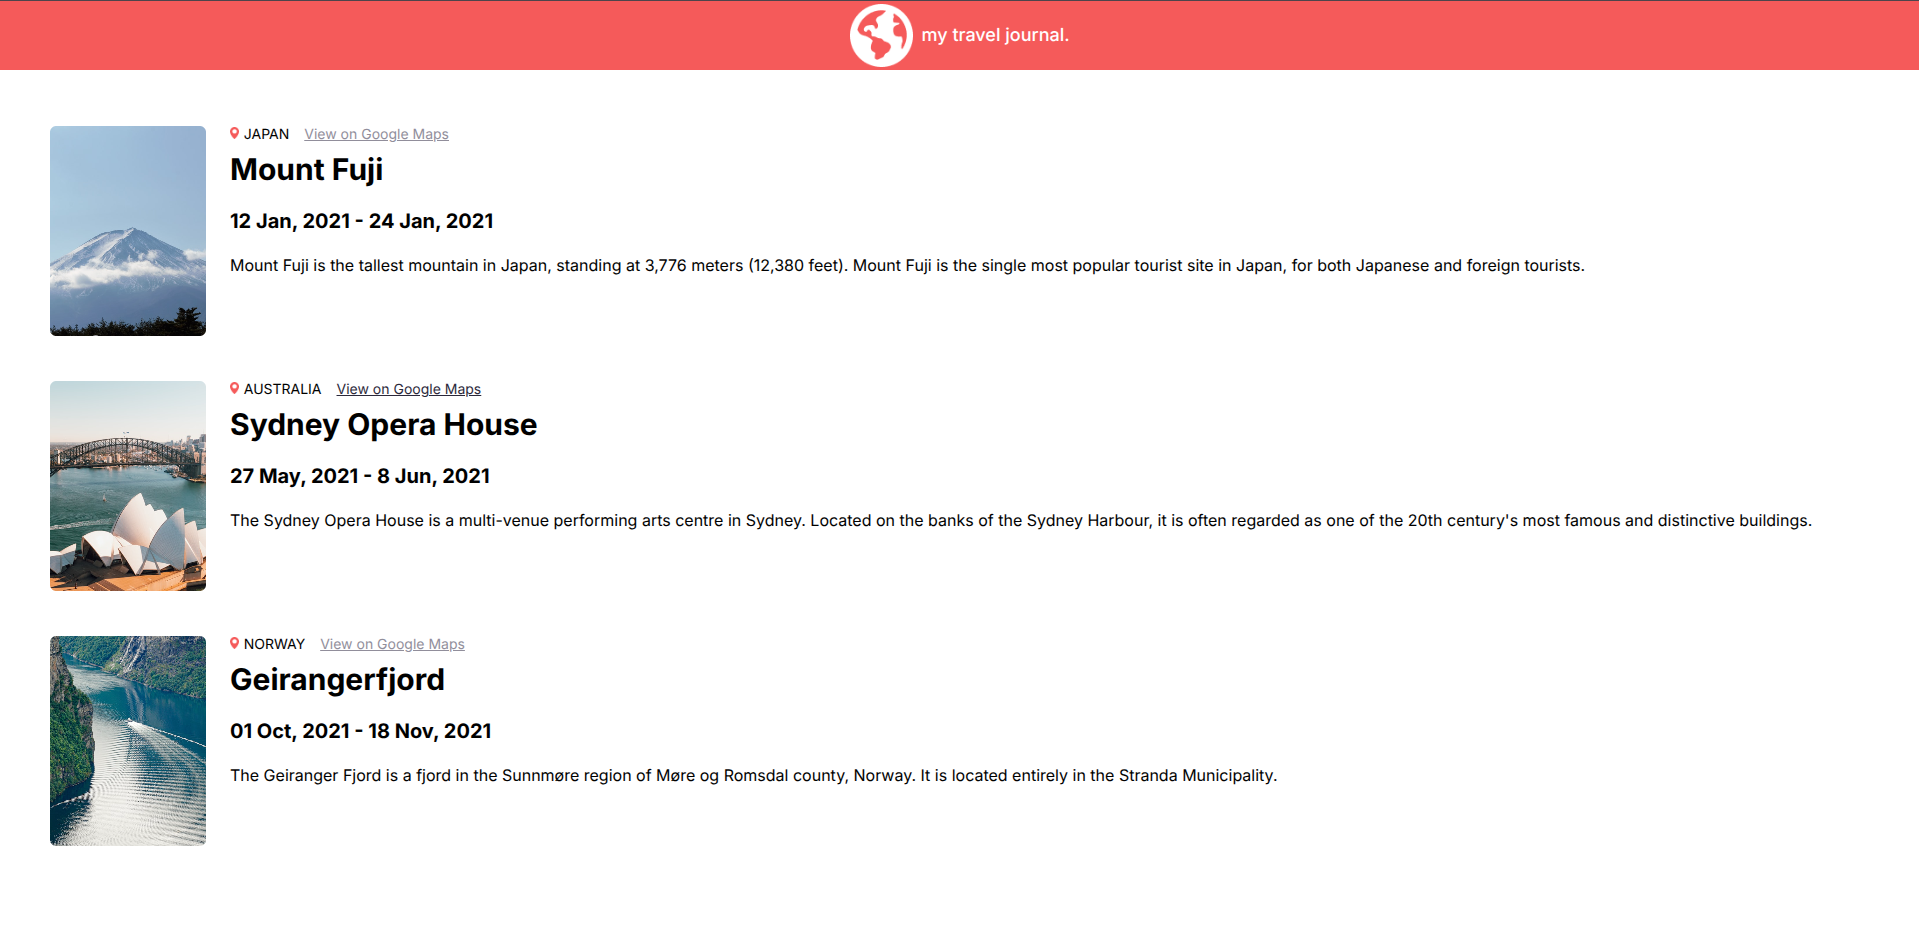 my travel journal.
JAPAN View on Google Maps
Mount Fuji
12 Jan, 2021 - 24 Jan, 2021
Mount Fuji is the tallest mountain in Japan, standing at 3,776 meters (12,380 feet). Mount Fuji is the single most popular tourist site in Japan, for both Japanese and foreign tourists.
AUSTRALIA View on Google Maps
Sydney Opera House
27 May, 2021 - 8 Jun, 2021
The Sydney Opera House is a multi-venue performing arts centre in Sydney. Located on the banks of the Sydney Harbour, it is often regarded as one of the 20th century's most famous and distinctive buildings.
NORWAY View on Google Maps
Geirangerfjord
01 Oct, 2021 - 18 Nov, 2021
The Geiranger Fjord is a fjord in the Sunnmøre region of Møre og Romsdal county, Norway. It is located entirely in the Stranda Municipality.